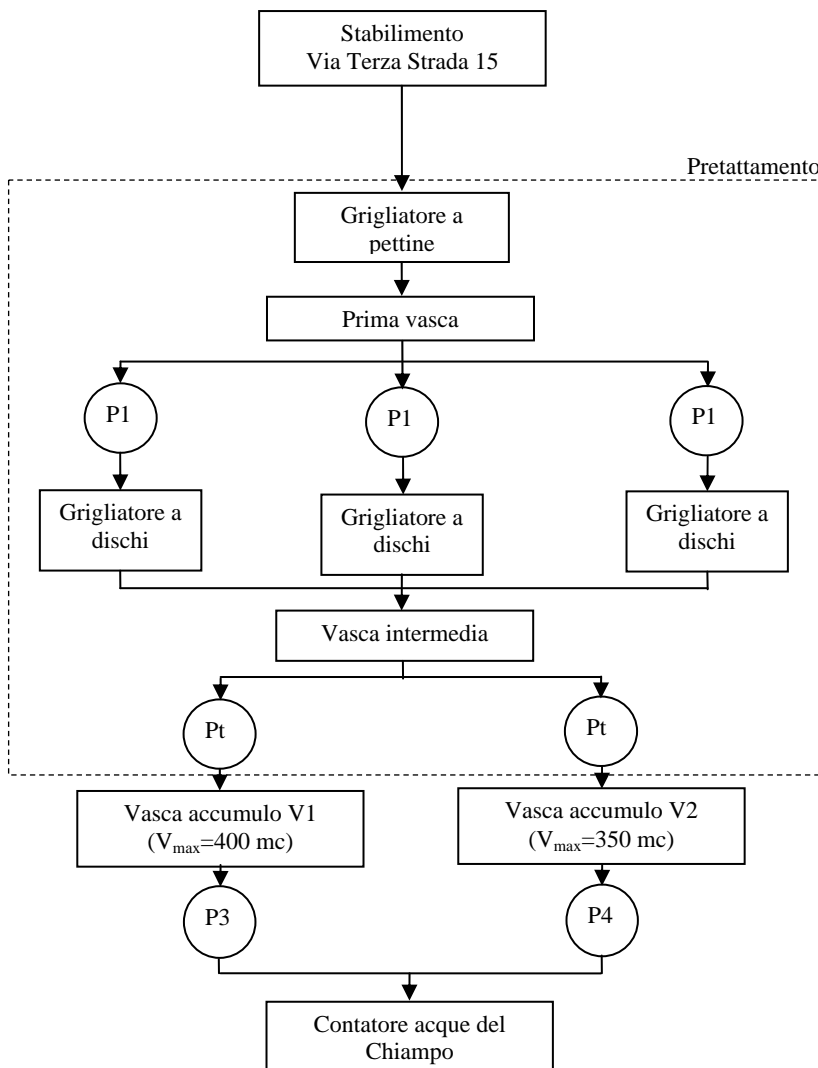 Stabilimento
Via Terza Strada 15
Pretattamento
Grigliatore a
pettine
Prima vasca
P1
P1
P1
Grigliatore a
dischi
Grigliatore a
dischi
Grigliatore a
dischi
Vasca intermedia
Pt
Pt
Vasca accumulo V1
(Vmax=400 mc)
Vasca accumulo V2
(Vmax=350 mc)
P3
P4
Contatore acque del
Chiampo